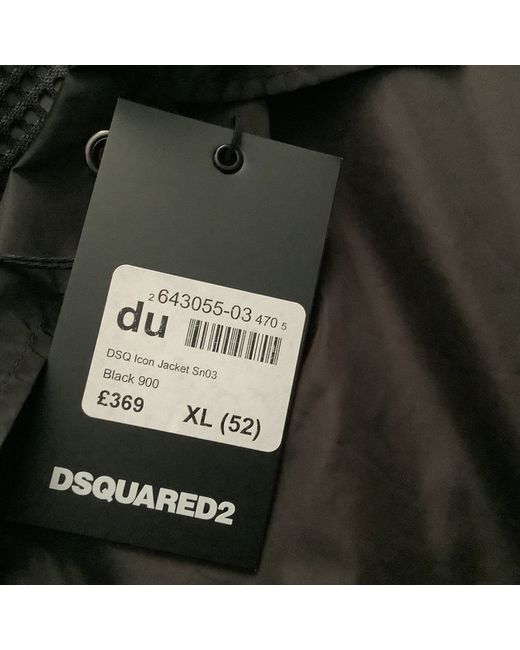 2 643055-03 470 5
du
DSQ Icon Jacket Sn03
Black 900
£369 XL (52)
DSQUARED2